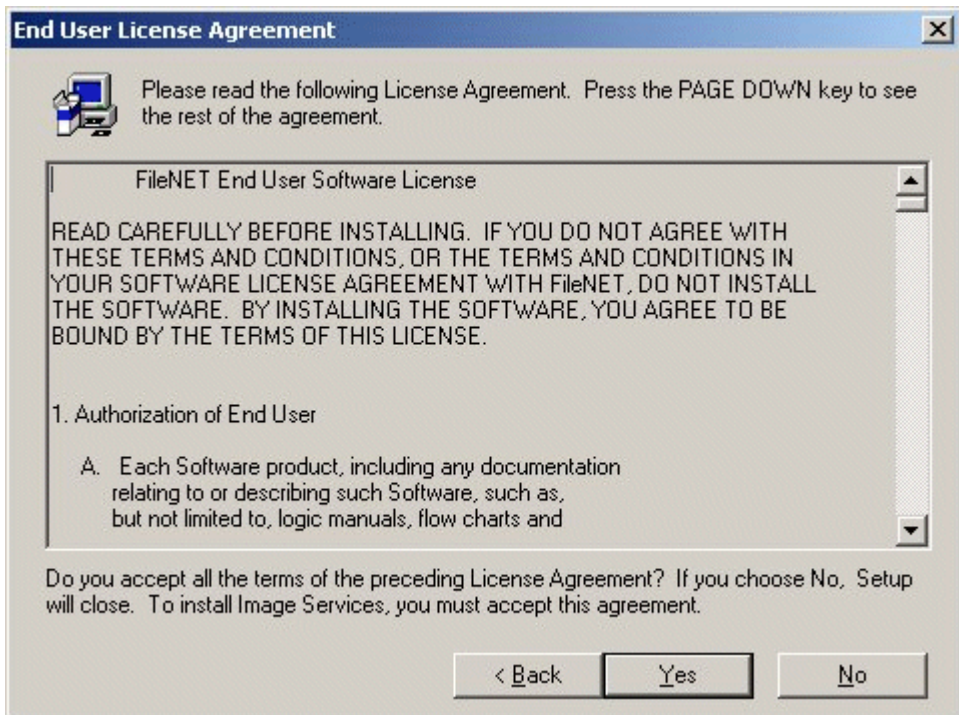 End User License Agreement
Please read the following License Agreement. Press the PAGE DOWN key to see
the rest of the agreement.
FileNET End User Software License
READ CAREFULLY BEFORE INSTALLING. IF YOU DO NOT AGREE WITH
THESE TERMS AND CONDITIONS, OR THE TERMS AND CONDITIONS IN
YOUR SOFTWARE LICENSE AGREEMENT WITH FileNET, DO NOT INSTALL
THE SOFTWARE. BY INSTALLING THE SOFTWARE, YOU AGREE TO BE
BOUND BY THE TERMS OF THIS LICENSE.
1. Authorization of End User
A. Each Software product, including any documentation
relating to or describing such Software, such as,
but not limited to, logic manuals, flow charts and
Do you accept all the terms of the preceding License Agreement? If you choose No, Setup
will close. To install Image Services, you must accept this agreement.
< Back Yes No